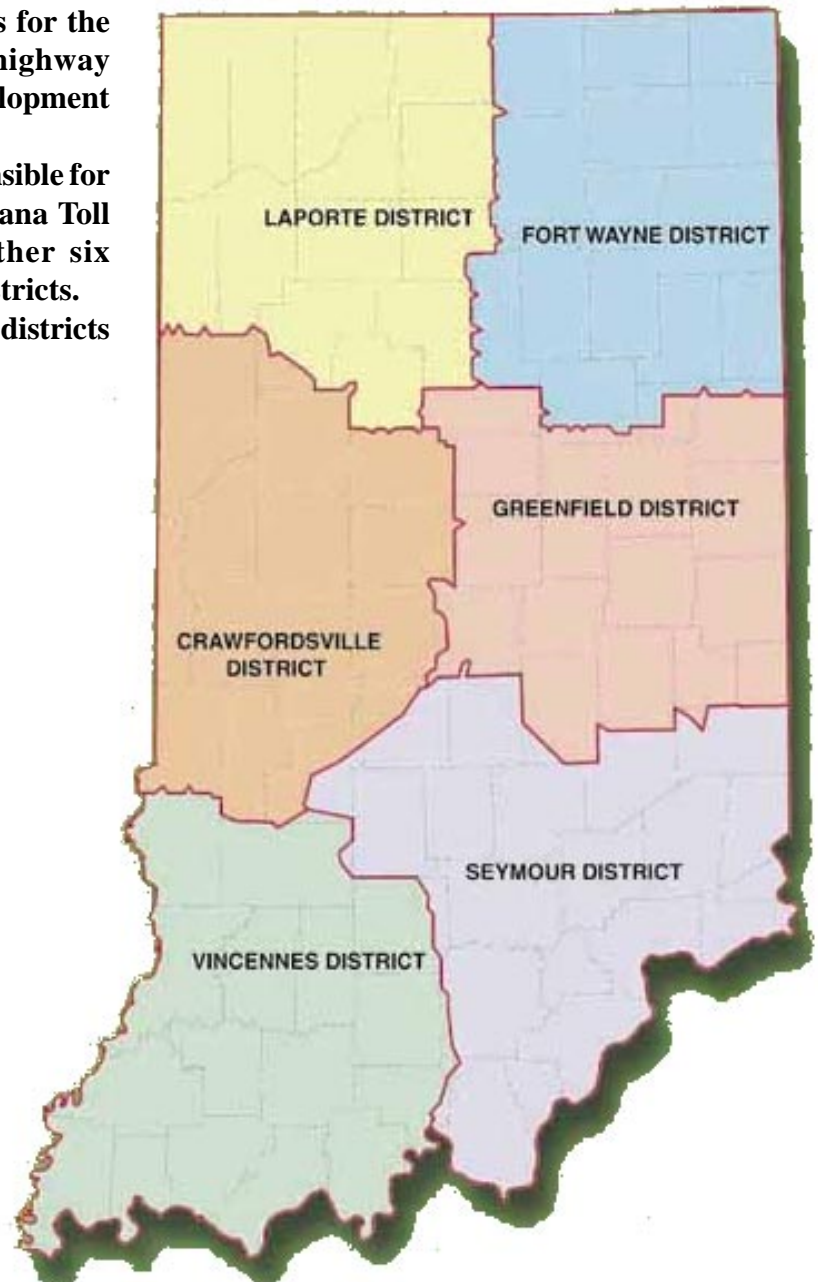 s for the
highway
lopment
nsible for
ana Toll
ther six
tricts.
districts
LAPORTE DISTRICT
FORT WAYNE DISTRICT
GREENFIELD DISTRICT
CRAWFORDSVILLE
DISTRICT
SEYMOUR DISTRICT
VINCENNES DISTRICT